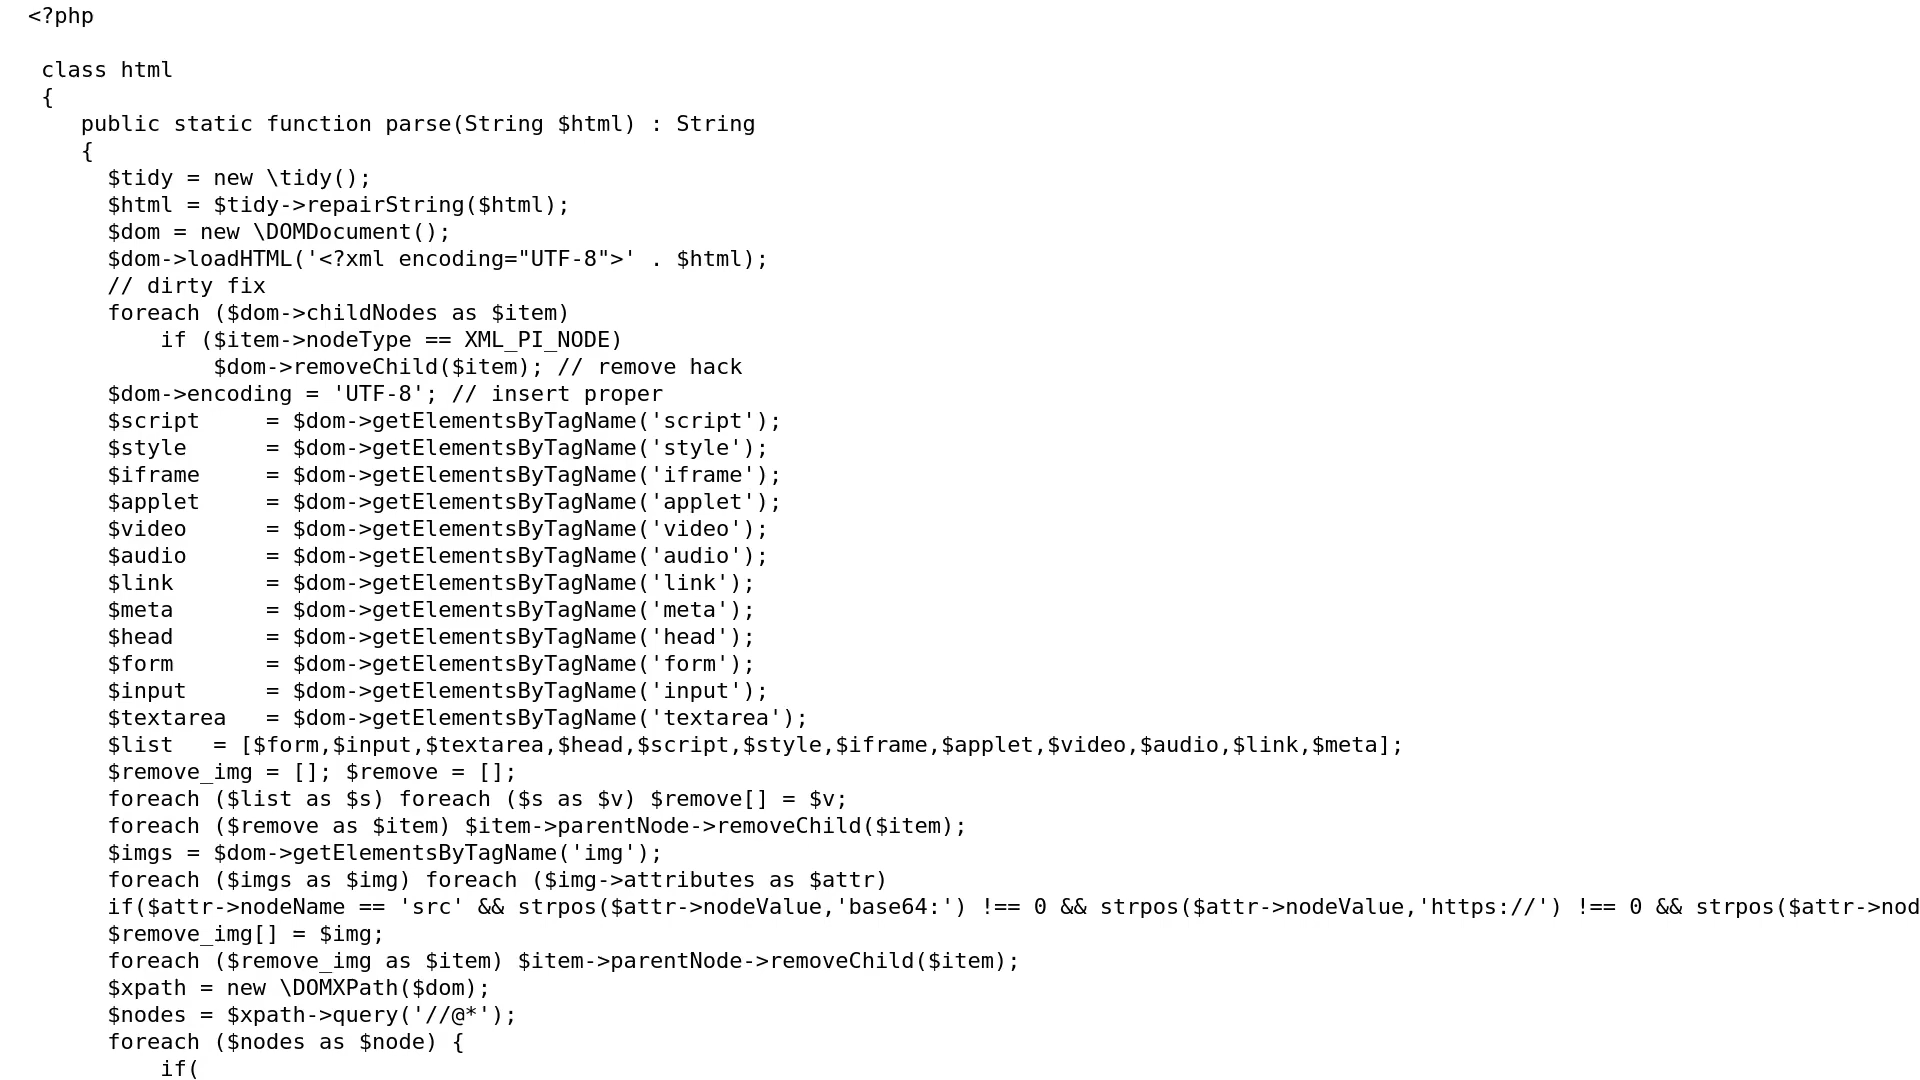 <?php
class html
{
public static function parse(String $html) : String
{
$tidy = new \tidy();
$html = $tidy->repairString($html);
$dom = new \DOMDocument();
$dom->loadHTML('<?xml encoding="UTF-8">' . $html);
// dirty fix
foreach ($dom->childNodes as $item)
if ($item->nodeType == XML_PI_NODE)
$dom->removeChild($item); // remove hack
$dom->encoding = 'UTF-8'; // insert proper
$script     = $dom->getElementsByTagName('script');
$style      = $dom->getElementsByTagName('style');
$iframe     = $dom->getElementsByTagName('iframe');
$applet     = $dom->getElementsByTagName('applet');
$video      = $dom->getElementsByTagName('video');
$audio      = $dom->getElementsByTagName('audio');
$link       = $dom->getElementsByTagName('link');
$meta       = $dom->getElementsByTagName('meta');
$head       = $dom->getElementsByTagName('head');
$form       = $dom->getElementsByTagName('form');
$input      = $dom->getElementsByTagName('input');
$textarea   = $dom->getElementsByTagName('textarea');
$list   = [$form,$input,$textarea,$head,$script,$style,$iframe,$applet,$video,$audio,$link,$meta];
$remove_img = []; $remove = [];
foreach ($list as $s) foreach ($s as $v) $remove[] = $v;
foreach ($remove as $item) $item->parentNode->removeChild($item);
$imgs = $dom->getElementsByTagName('img');
foreach ($imgs as $img) foreach ($img->attributes as $attr)
if($attr->nodeName == 'src' && strpos($attr->nodeValue,'base64:') !== 0 && strpos($attr->nodeValue,'https://') !== 0 && strpos($attr->nod
$remove_img[] = $img;
foreach ($remove_img as $item) $item->parentNode->removeChild($item);
$xpath = new \DOMXPath($dom);
$nodes = $xpath->query('//@*');
foreach ($nodes as $node) {
if(